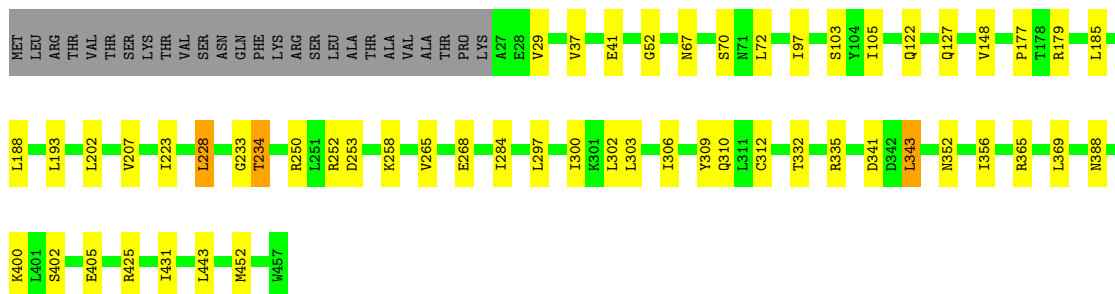 MET LEU ARG THR VAL THR SER LYS THR VAL SER ASN GLN PHE LYS ARG SER LEU ALA THR ALA VAL ALA THR PRO LYS A27 E28 V29 V37 E41 G52 N67 S70 N71 L72 I97 S103 Y104 I105 Q122 Q127 V148 P177 T178 R179 L185
L188 L193 L202 V207 I223 L228 G233 T234 R250 L251 R252 D253 K258 V265 E268 I284 L297 I300 K301 L302 L303 I306 Y309 Q310 L311 C312 T332 R335 D341 D342 L343 N352 I356 R365 L369 N388
K400 L401 S402 E405 R425 I431 L443 M452 W457